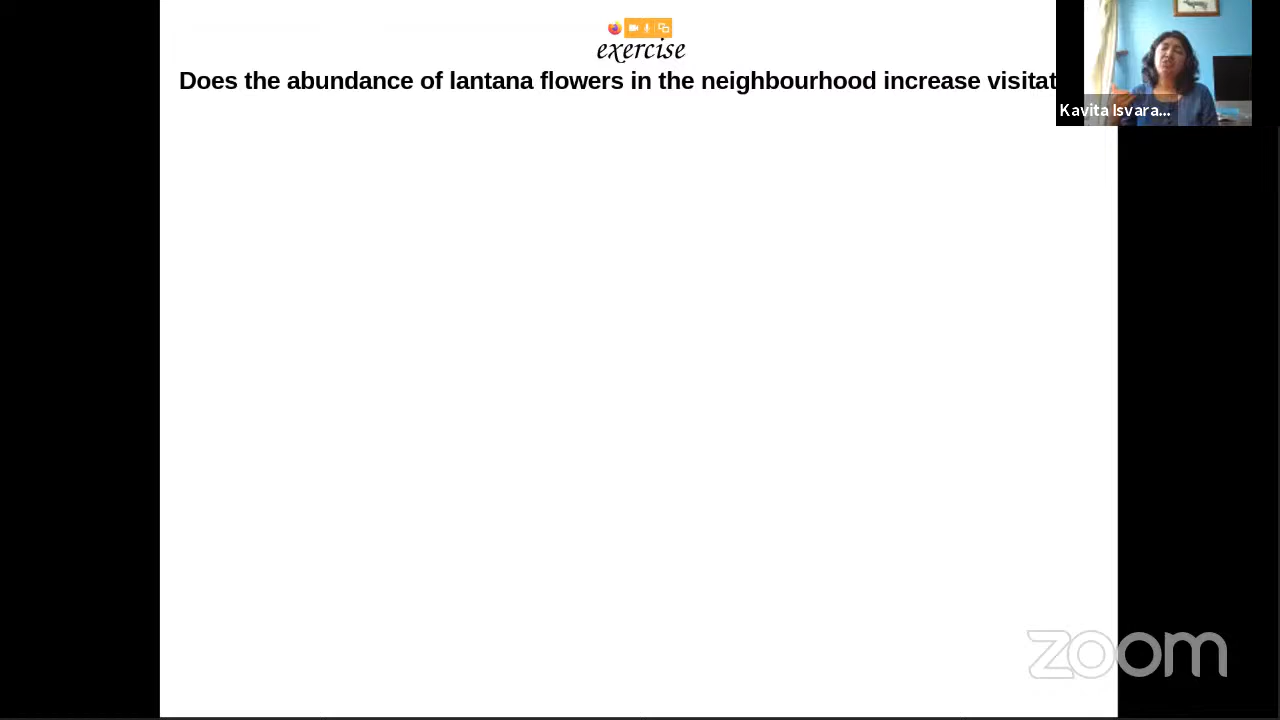 exercise
Does the abundance of lantana flowers in the neighbourhood increase visitat
Kavita Isvara...
zoom